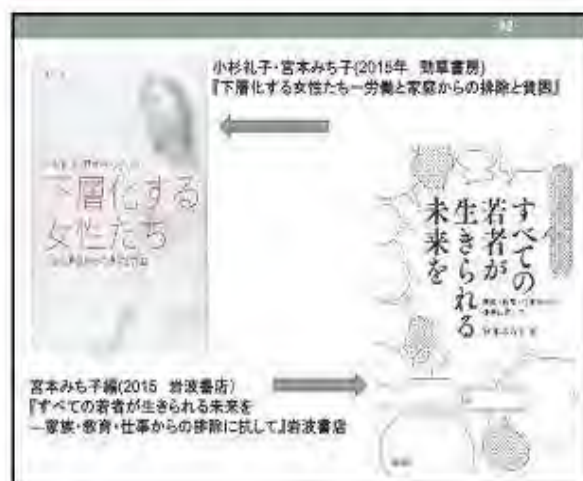 小杉礼子・宮本みち子(2015年 勁草書房)
『下層化する女性たち―労働と家庭からの排除と貧困』
下層化する
女性たち
すべての
若者が
生きられる
未来を
宮本みち子編(2015 岩波書店)
『すべての若者が生きられる未来を
―家族・教育・仕事からの排除に抗して』岩波書店